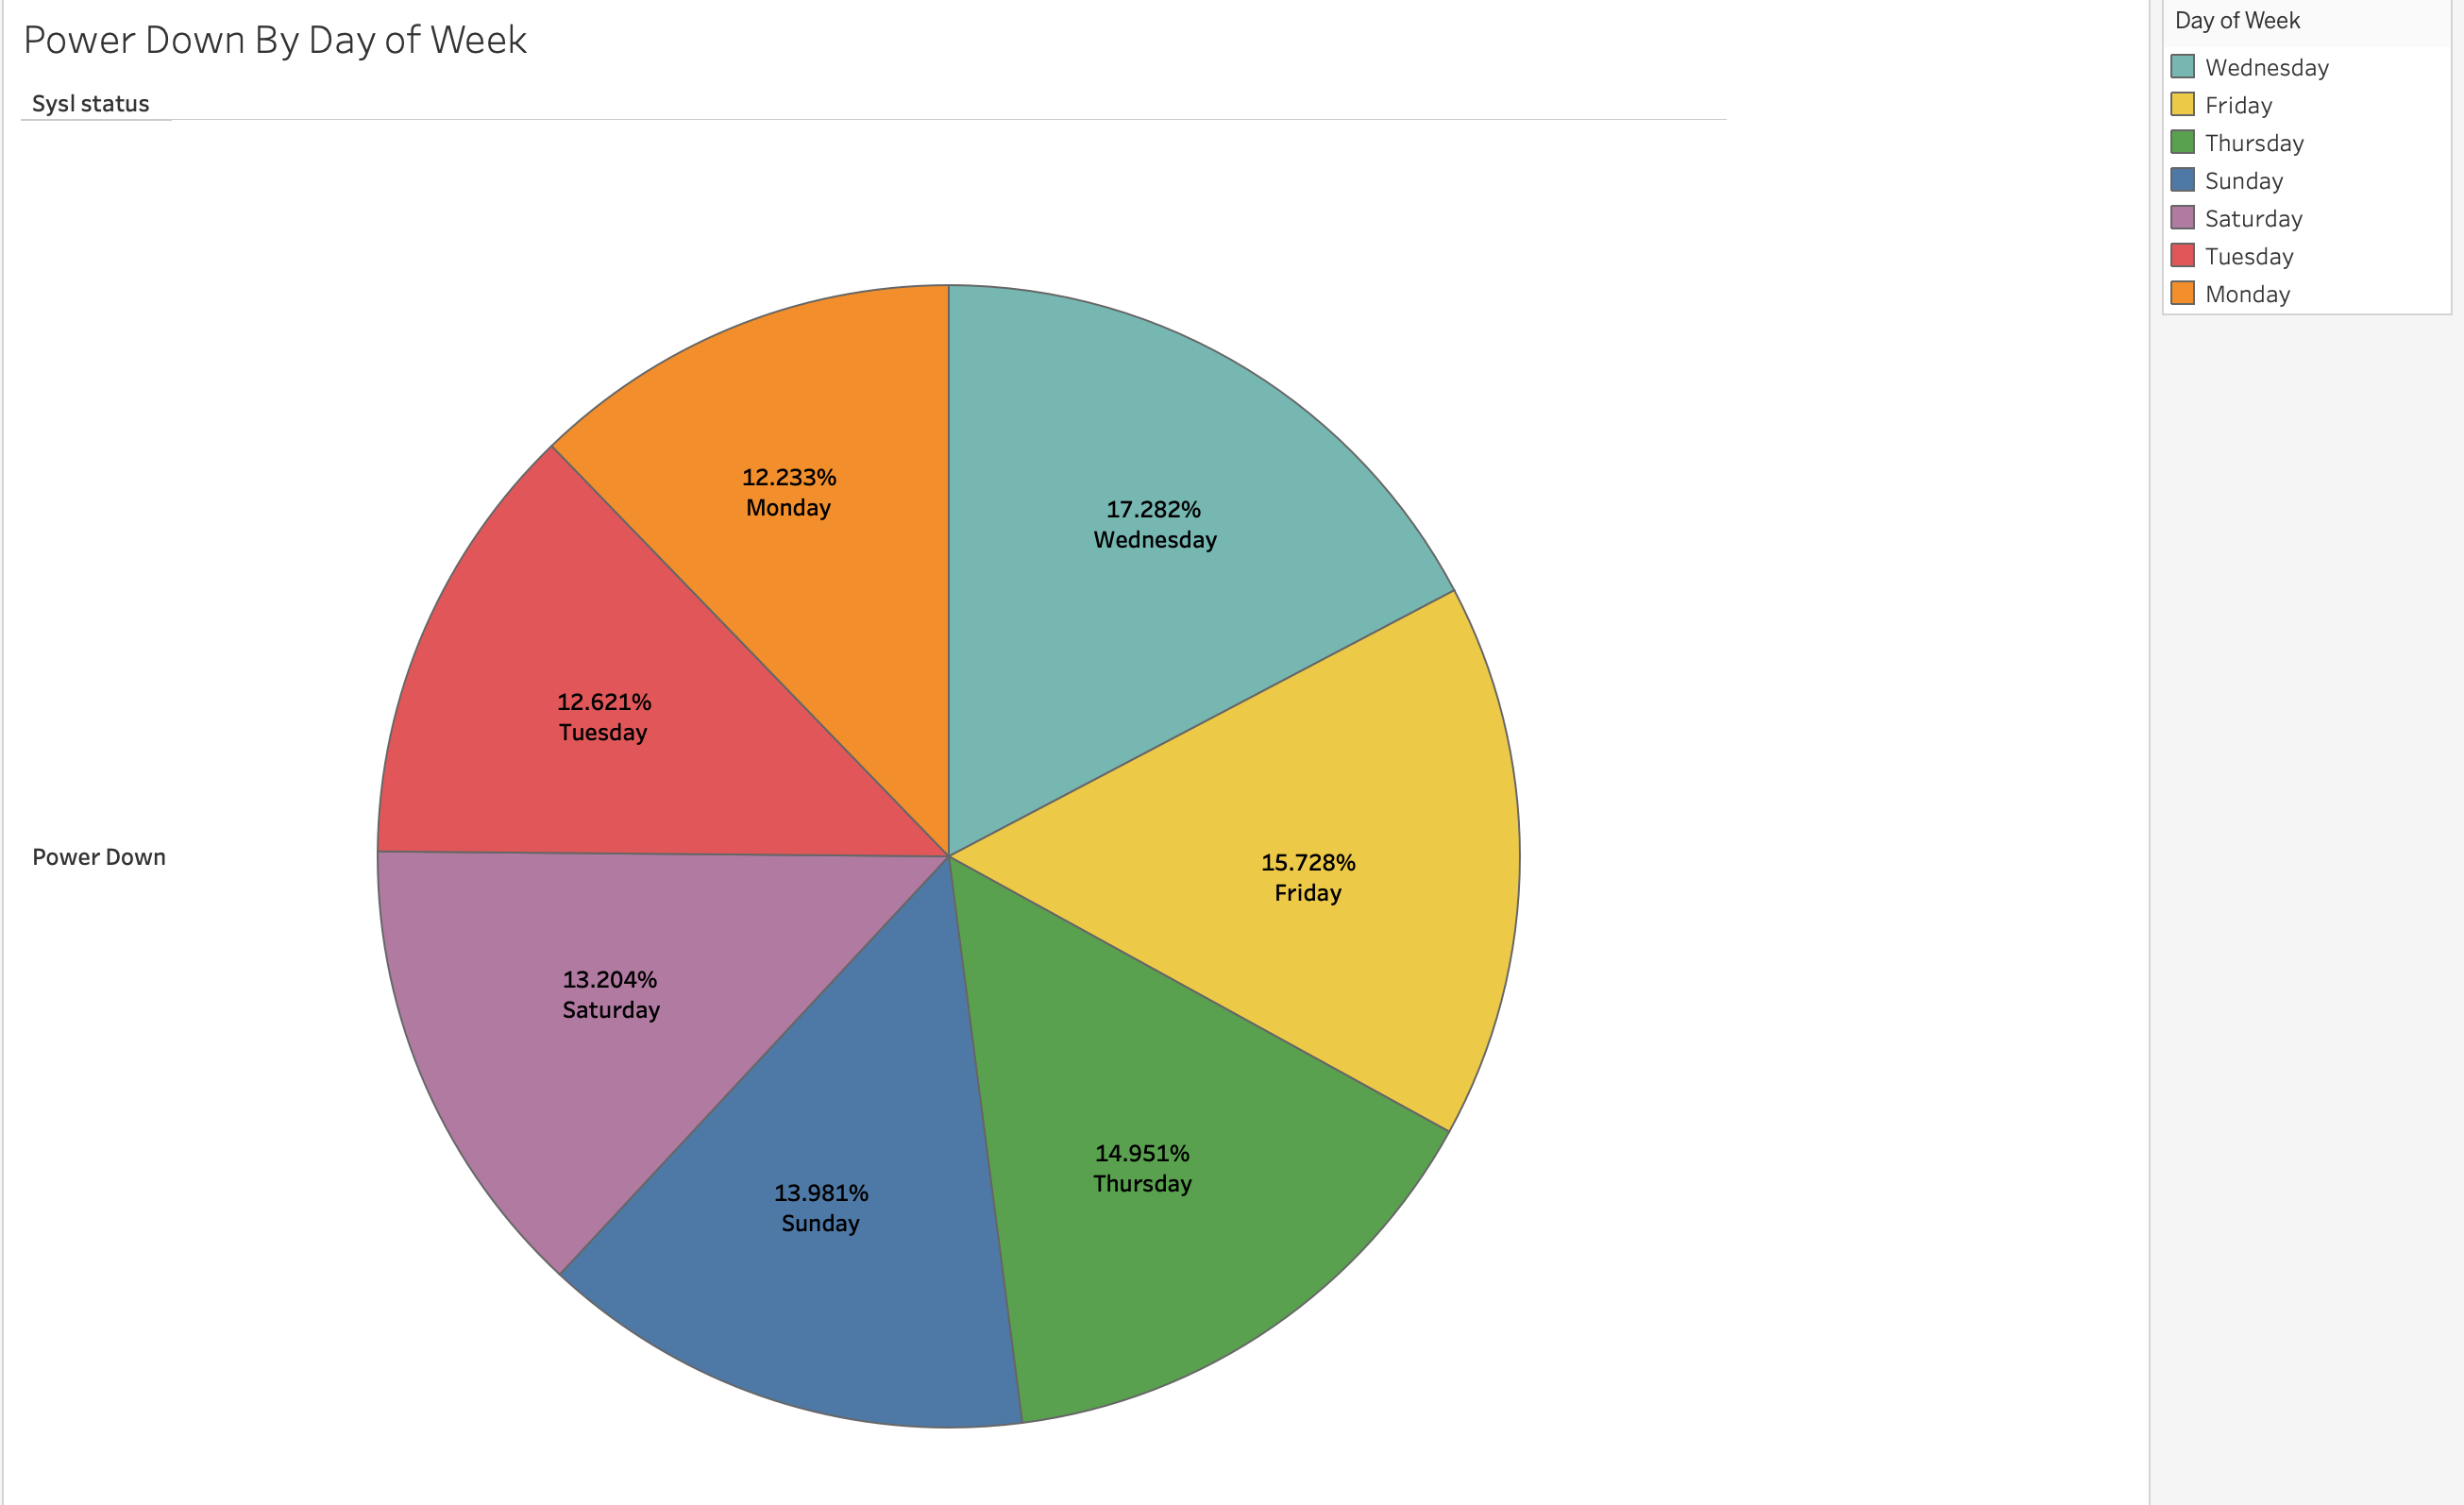 Power Down By Day of Week
Sysl status
Power Down
12.233%
Monday
17.282%
Wednesday
12.621%
Tuesday
15.728%
Friday
13.204%
Saturday
14.951%
Thursday
13.981%
Sunday
Day of Week
Wednesday
Friday
Thursday
Sunday
Saturday
Tuesday
Monday